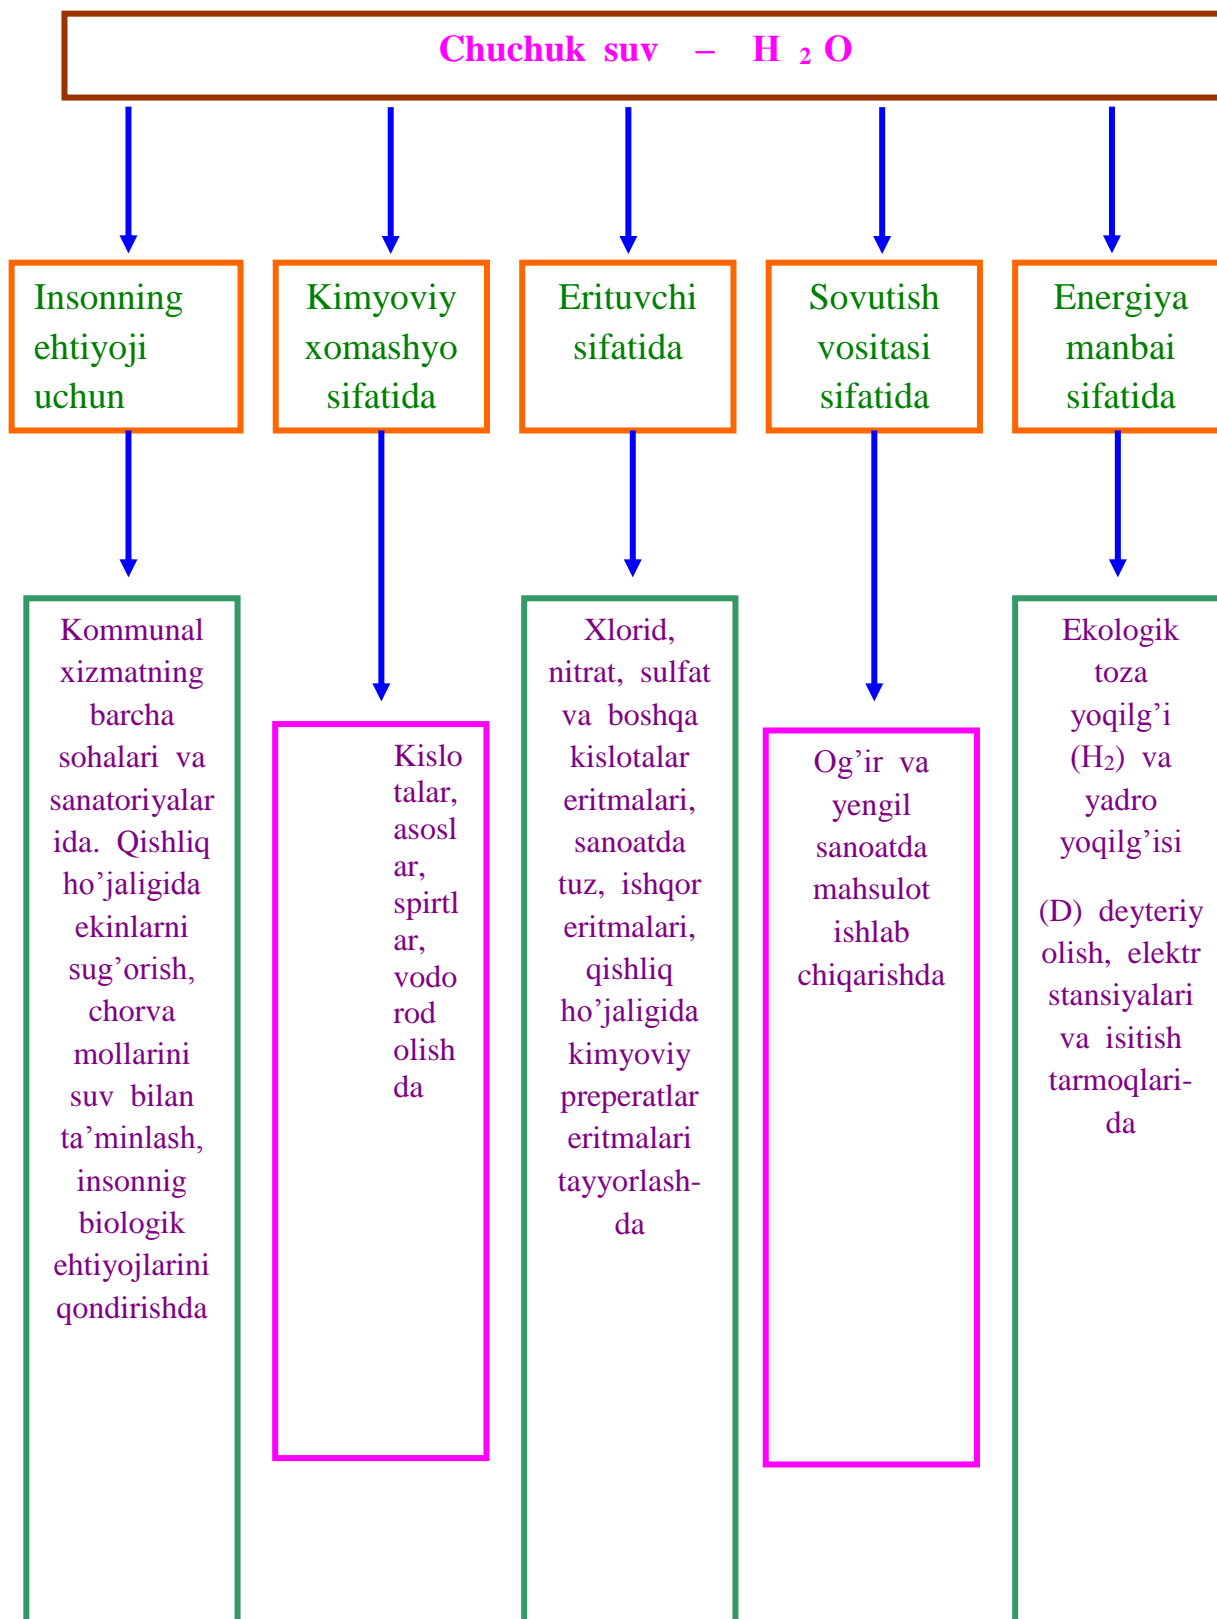 Chuchuk suv – H 2 O
Insonning
ehtiyoji
uchun
Kimyoviy
xomashyo
sifatida
Erituvchi
sifatida
Sovutish
vositasi
sifatida
Energiya
manbai
sifatida
Kommunal
xizmatning
barcha
sohalari va
sanatoriyalar
ida. Qishliq
ho’jaligida
ekinlarni
sug’orish,
chorva
mollarini
suv bilan
ta’minlash,
insonnig
biologik
ehtiyojlarini
qondirishda
Kislo
talar,
asosl
ar,
spirtl
ar,
vodo
rod
olish
da
Xlorid,
nitrat, sulfat
va boshqa
kislotalar
eritmalari,
sanoatda
tuz, ishqor
eritmalari,
qishliq
ho’jaligida
kimyoviy
preperatlar
eritmalari
tayyorlash-
da
Og’ir va
yengil
sanoatda
mahsulot
ishlab
chiqarishda
Ekologik
toza
yoqilg’i
(H2) va
yadro
yoqilg’isi
(D) deyteriy
olish, elektr
stansiyalari
va isitish
tarmoqlari-
da